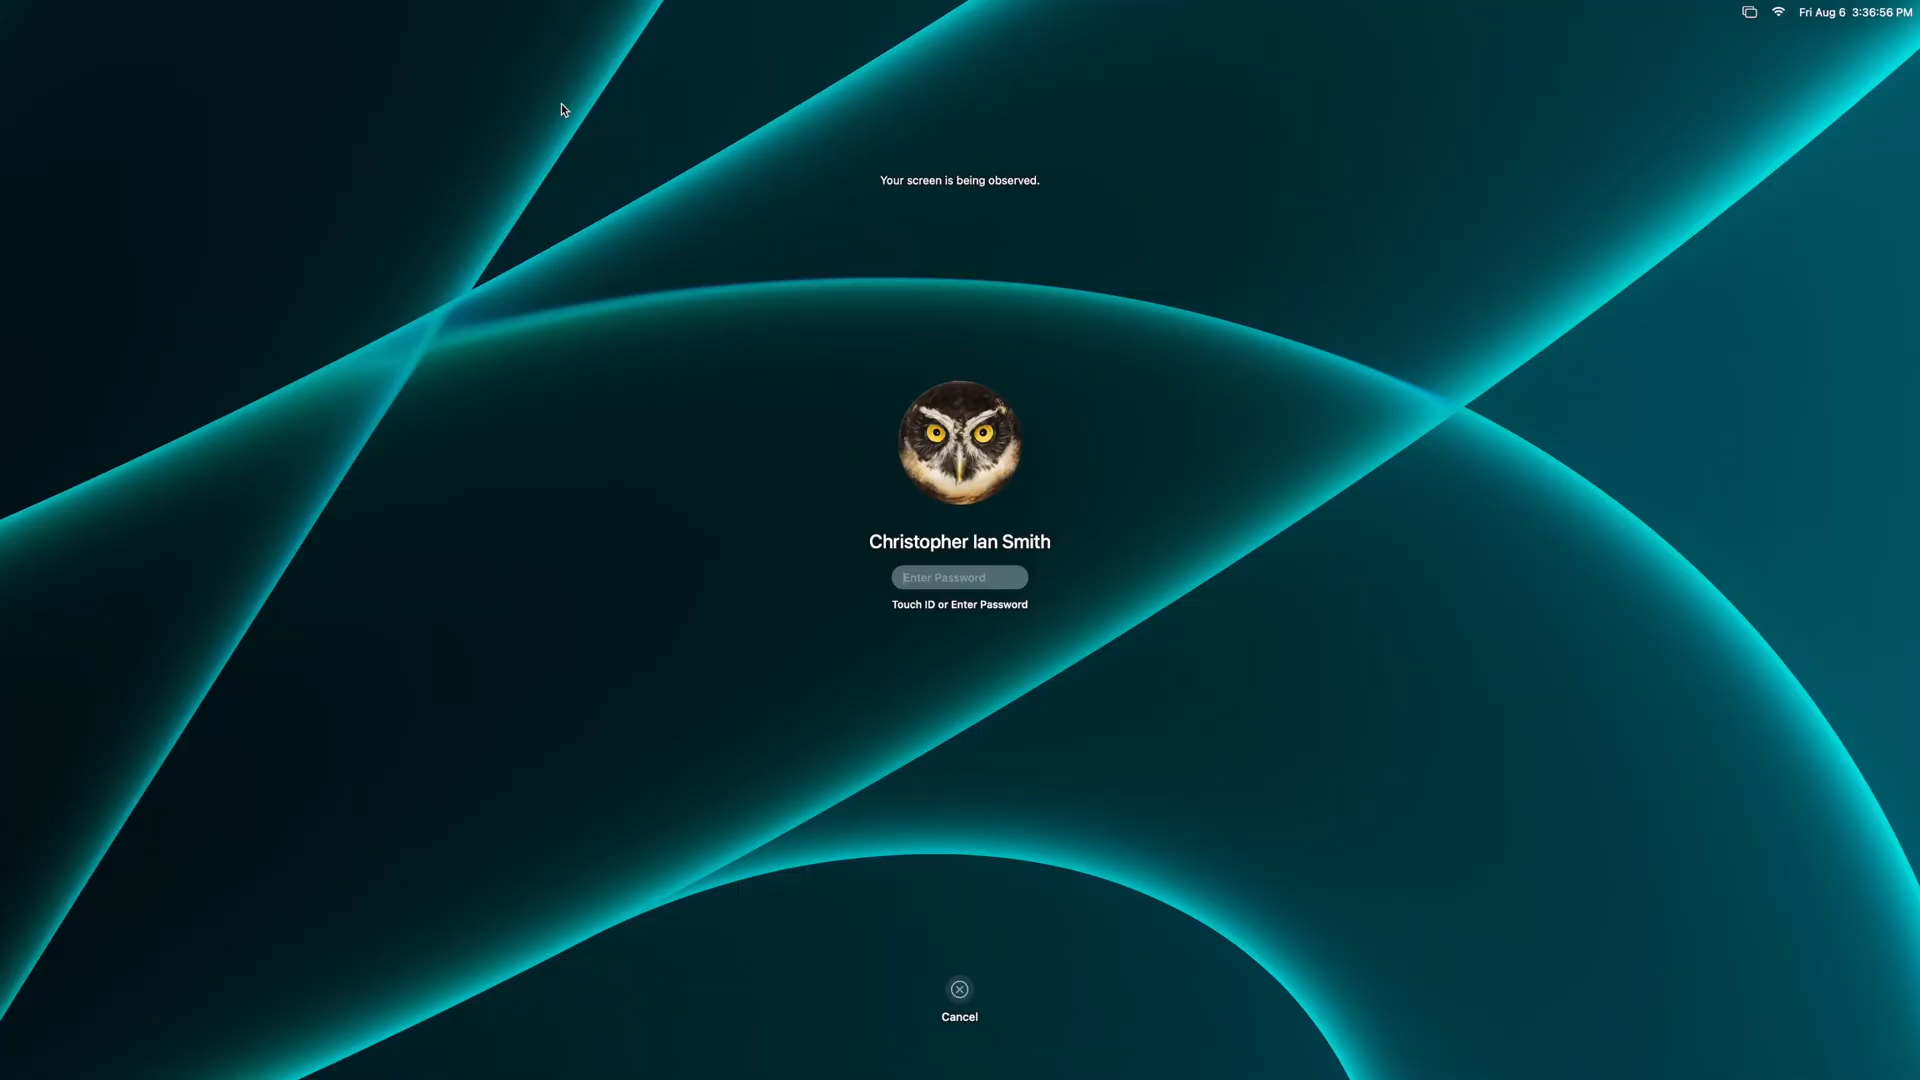 Fri Aug 6 3:36:56 PM
Your screen is being observed.
Christopher Ian Smith
Enter Password
Touch ID or Enter Password
Cancel